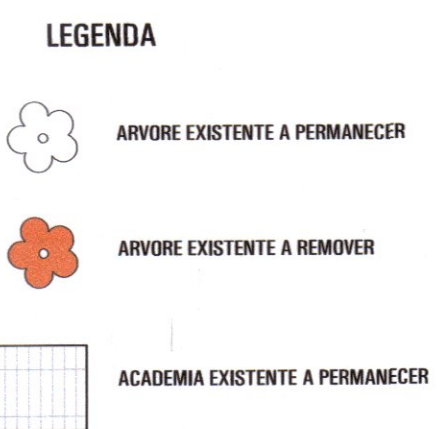 LEGENDA
ARVORE EXISTENTE A PERMANECER
ARVORE EXISTENTE A REMOVER
ACADEMIA EXISTENTE A PERMANECER